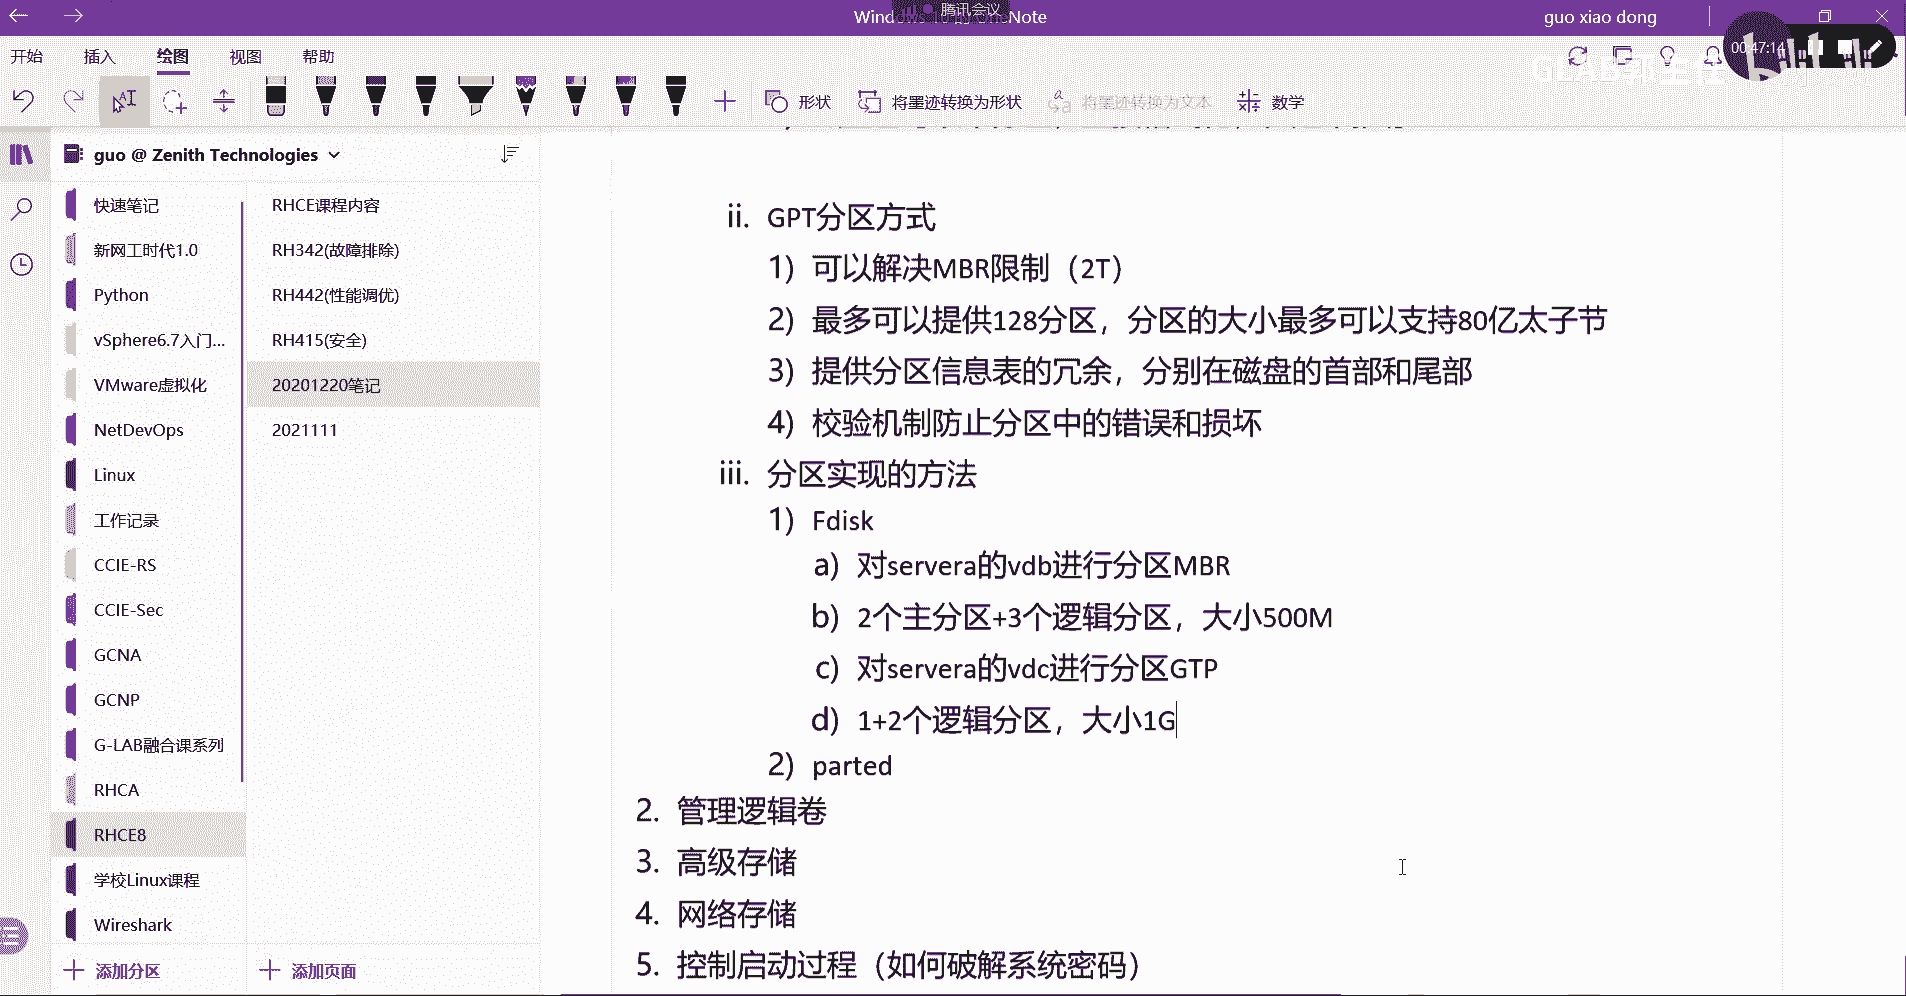 腾讯会议
Note
guo xiao dong
开始 插入 绘图 视图 帮助
00:47:14
形状 将墨迹转换为形状 将墨迹转换为文本 数学
guo @ Zenith Technologies
快速笔记
新网工时代1.0
Python
vSphere6.7入门...
VMware虚拟化
NetDevOps
Linux
工作记录
CCIE-RS
CCIE-Sec
GCNA
GCNP
G-LAB融合课系列
RHCA
RHCE8
学校Linux课程
Wireshark
添加分区
RHCE课程内容
RH342(故障排除)
RH442(性能调优)
RH415(安全)
20201220笔记
2021111
添加页面
ii. GPT分区方式
1) 可以解决MBR限制（2T）
2) 最多可以提供128分区，分区的大小最多可以支持80亿太子节
3) 提供分区信息表的冗余，分别在磁盘的首部和尾部
4) 校验机制防止分区中的错误和损坏
iii. 分区实现的方法
1) Fdisk
a) 对servera的vdb进行分区MBR
b) 2个主分区+3个逻辑分区，大小500M
c) 对servera的vdc进行分区GTP
d) 1+2个逻辑分区，大小1G
2) parted
2. 管理逻辑卷
3. 高级存储
4. 网络存储
5. 控制启动过程（如何破解系统密码）